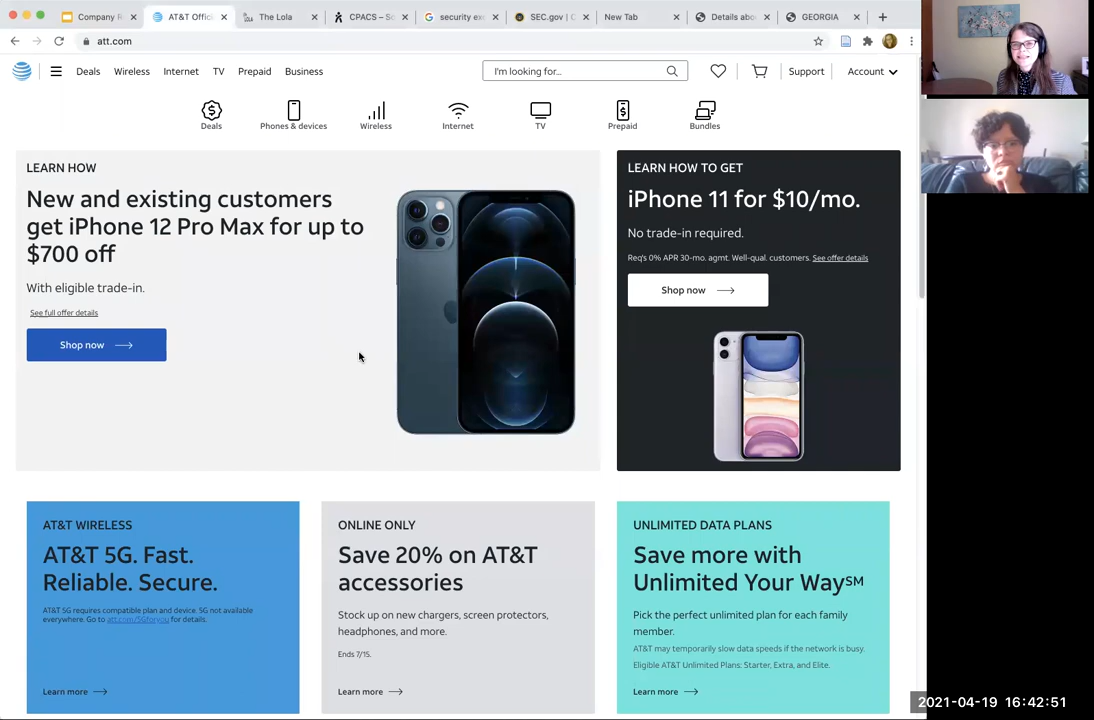 Company R
AT&T Offici
The Lola
CPACS – So
security exc
SEC.gov | C
New Tab
Details abo
GEORGIA
att.com
Deals
Wireless
Internet
TV
Prepaid
Business
I'm looking for...
Support
Account
Deals
Phones & devices
Wireless
Internet
TV
Prepaid
Bundles
LEARN HOW
New and existing customers
get iPhone 12 Pro Max for up to
$700 off
With eligible trade-in.
See full offer details
Shop now
LEARN HOW TO GET
iPhone 11 for $10/mo.
No trade-in required.
Req's 0% APR 30-mo. agmt. Well-qual. customers. See offer details
Shop now
AT&T WIRELESS
AT&T 5G. Fast.
Reliable. Secure.
AT&T 5G requires compatible plan and device. 5G not available
everywhere. Go to att.com/5Gforyou for details.
Learn more
ONLINE ONLY
Save 20% on AT&T
accessories
Stock up on new chargers, screen protectors,
headphones, and more.
Ends 7/15.
Learn more
UNLIMITED DATA PLANS
Save more with
Unlimited Your Way℠
Pick the perfect unlimited plan for each family
member.
AT&T may temporarily slow data speeds if the network is busy.
Eligible AT&T Unlimited Plans: Starter, Extra, and Elite.
Learn more
2021-04-19 16:42:51